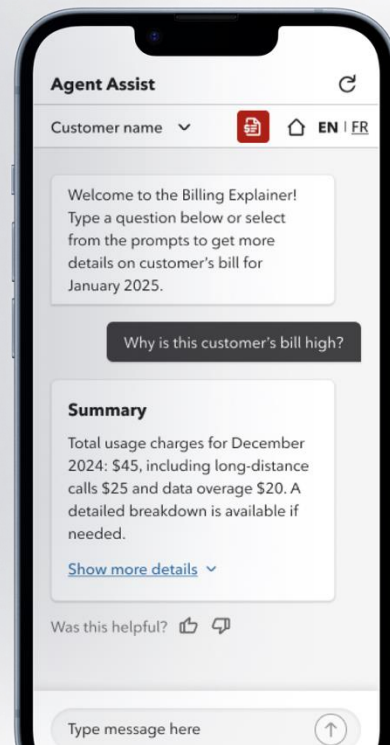 Agent Assist
Customer name
EN | FR
Welcome to the Billing Explainer!
Type a question below or select
from the prompts to get more
details on customer's bill for
January 2025.
Why is this customer's bill high?
Summary
Total usage charges for December
2024: $45, including long-distance
calls $25 and data overage $20. A
detailed breakdown is available if
needed.
Show more details
Was this helpful?
Type message here